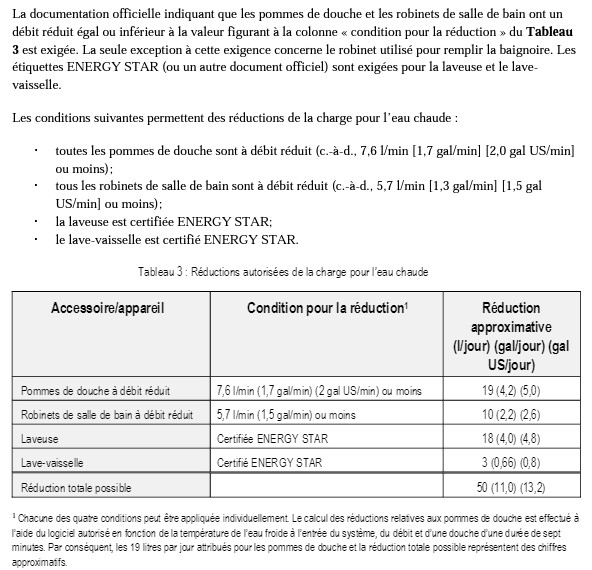 La documentation officielle indiquant que les pommes de douche et les robinets de salle de bain ont un
débit réduit égal ou inférieur à la valeur figurant à la colonne « condition pour la réduction » du Tableau
3 est exigée. La seule exception à cette exigence concerne le robinet utilisé pour remplir la baignoire. Les
étiquettes ENERGY STAR (ou un autre document officiel) sont exigées pour la laveuse et le lave-
vaisselle.
Les conditions suivantes permettent des réductions de la charge pour l'eau chaude :
· toutes les pommes de douche sont à débit réduit (c.-à-d., 7,6 l/min [1,7 gal/min] [2,0 gal US/min]
ou moins);
· tous les robinets de salle de bain sont à débit réduit (c.-à-d., 5,7 l/min [1,3 gal/min] [1,5 gal
US/min] ou moins);
· la laveuse est certifiée ENERGY STAR;
· le lave-vaisselle est certifié ENERGY STAR.
Tableau 3 : Réductions autorisées de la charge pour l'eau chaude
Accessoire/appareil Condition pour la réduction¹ Réduction
approximative
(l/jour) (gal/jour) (gal
US/jour)
Pommes de douche à débit réduit 7,6 l/min (1,7 gal/min) (2 gal US/min) ou moins 19 (4,2) (5,0)
Robinets de salle de bain à débit réduit 5,7 l/min (1,5 gal/min) ou moins 10 (2,2) (2,6)
Laveuse Certifiée ENERGY STAR 18 (4,0) (4,8)
Lave-vaisselle Certifié ENERGY STAR 3 (0,66) (0,8)
Réduction totale possible 50 (11,0) (13,2)
¹ Chacune des quatre conditions peut être appliquée individuellement. Le calcul des réductions relatives aux pommes de douche est effectué à
l'aide du logiciel autorisé en fonction de la température de l'eau froide à l'entrée du système, du débit et d'une douche d'une durée de sept
minutes. Par conséquent, les 19 litres par jour attribués pour les pommes de douche et la réduction totale possible représentent des chiffres
approximatifs.